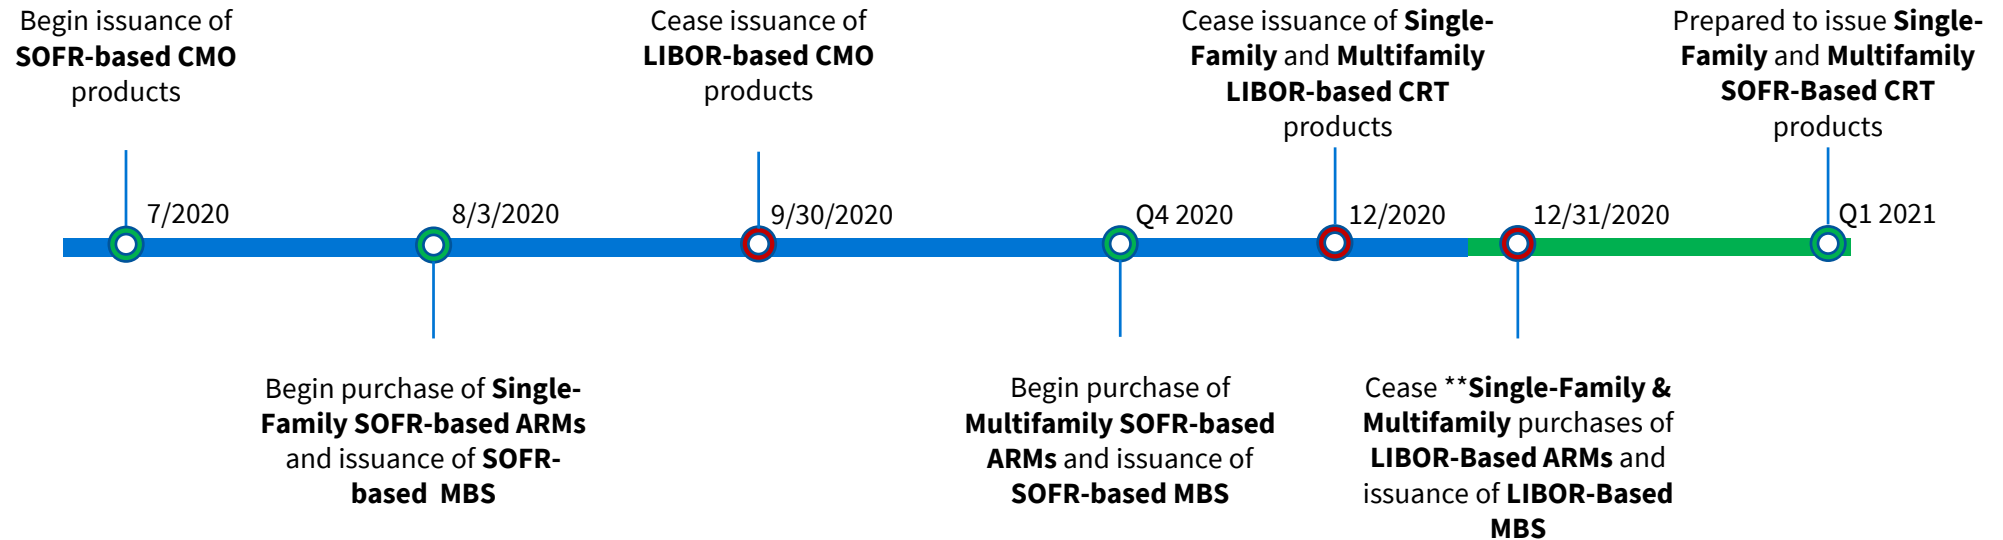 Begin issuance of
SOFR-based CMO
products
Cease issuance of
LIBOR-based CMO
products
Cease issuance of Single-
Family and Multifamily
LIBOR-based CRT
products
Prepared to issue Single-
Family and Multifamily
SOFR-Based CRT
products
7/2020
8/3/2020
9/30/2020
Q4 2020
12/2020
12/31/2020
Q1 2021
Begin purchase of Single-
Family SOFR-based ARMs
and issuance of SOFR-
based MBS
Begin purchase of
Multifamily SOFR-based
ARMs and issuance of
SOFR-based MBS
Cease **Single-Family &
Multifamily purchases of
LIBOR-Based ARMs and
issuance of LIBOR-Based
MBS